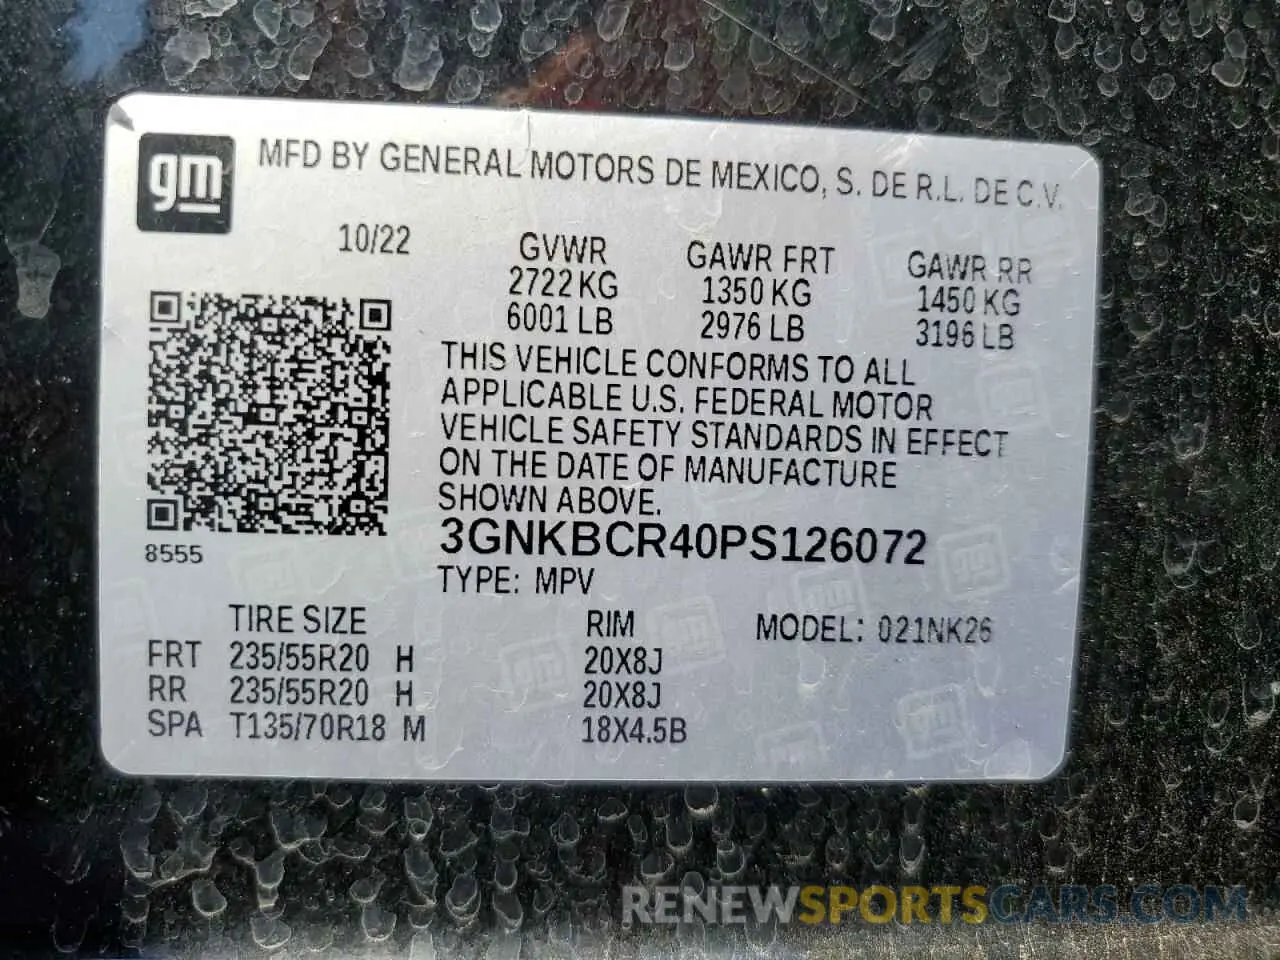 gm
MFD BY GENERAL MOTORS DE MEXICO, S. DE R.L. DE C.V.
10/22 GVWR GAWR FRT GAWR RR
2722 KG 1350 KG 1450 KG
6001 LB 2976 LB 3196 LB
THIS VEHICLE CONFORMS TO ALL
APPLICABLE U.S. FEDERAL MOTOR
VEHICLE SAFETY STANDARDS IN EFFECT
ON THE DATE OF MANUFACTURE
SHOWN ABOVE.
3GNKBCR40PS126072
8555
TYPE: MPV
TIRE SIZE RIM MODEL: 021NK26
FRT 235/55R20 H 20X8J
RR 235/55R20 H 20X8J
SPA T135/70R18 M 18X4.5B
RENEWSPORTSCARS.COM